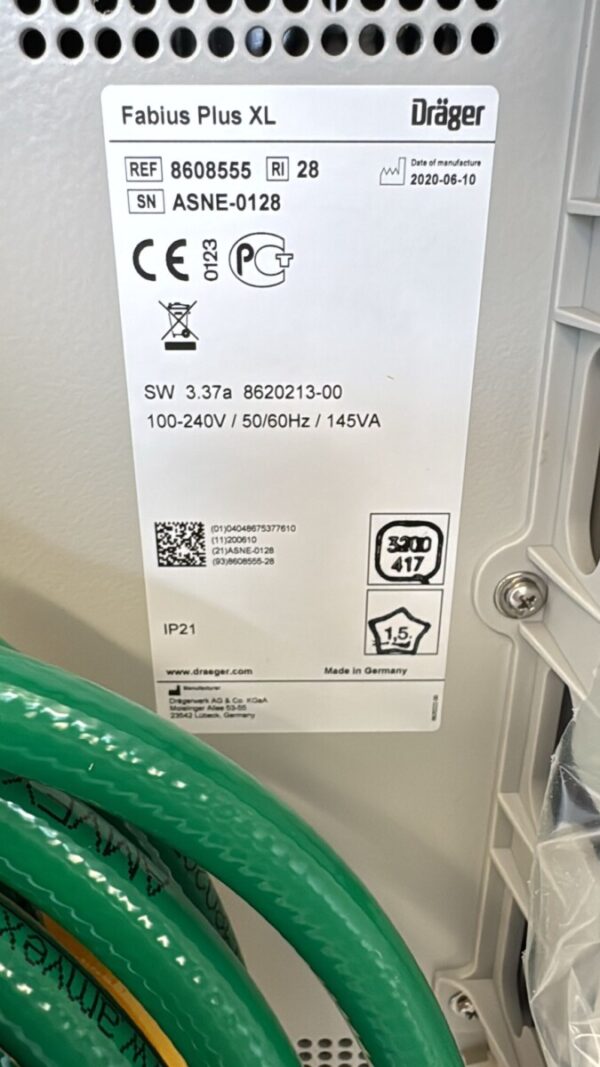 Fabius Plus XL
Dräger
REF 8608555 RI 28
Date of manufacture
2020-06-10
SN ASNE-0128
CE 0123
SW 3.37a 8620213-00
100-240V / 50/60Hz / 145VA
(01)04048675377610
(11)200610
(21)ASNE-0128
(93)8608555-28
417
1,5.
IP21
www.draeger.com
Made in Germany
Manufacturer
Drägerwerk AG & Co. KGaA
Moislinger Allee 53-55
23542 Lübeck, Germany